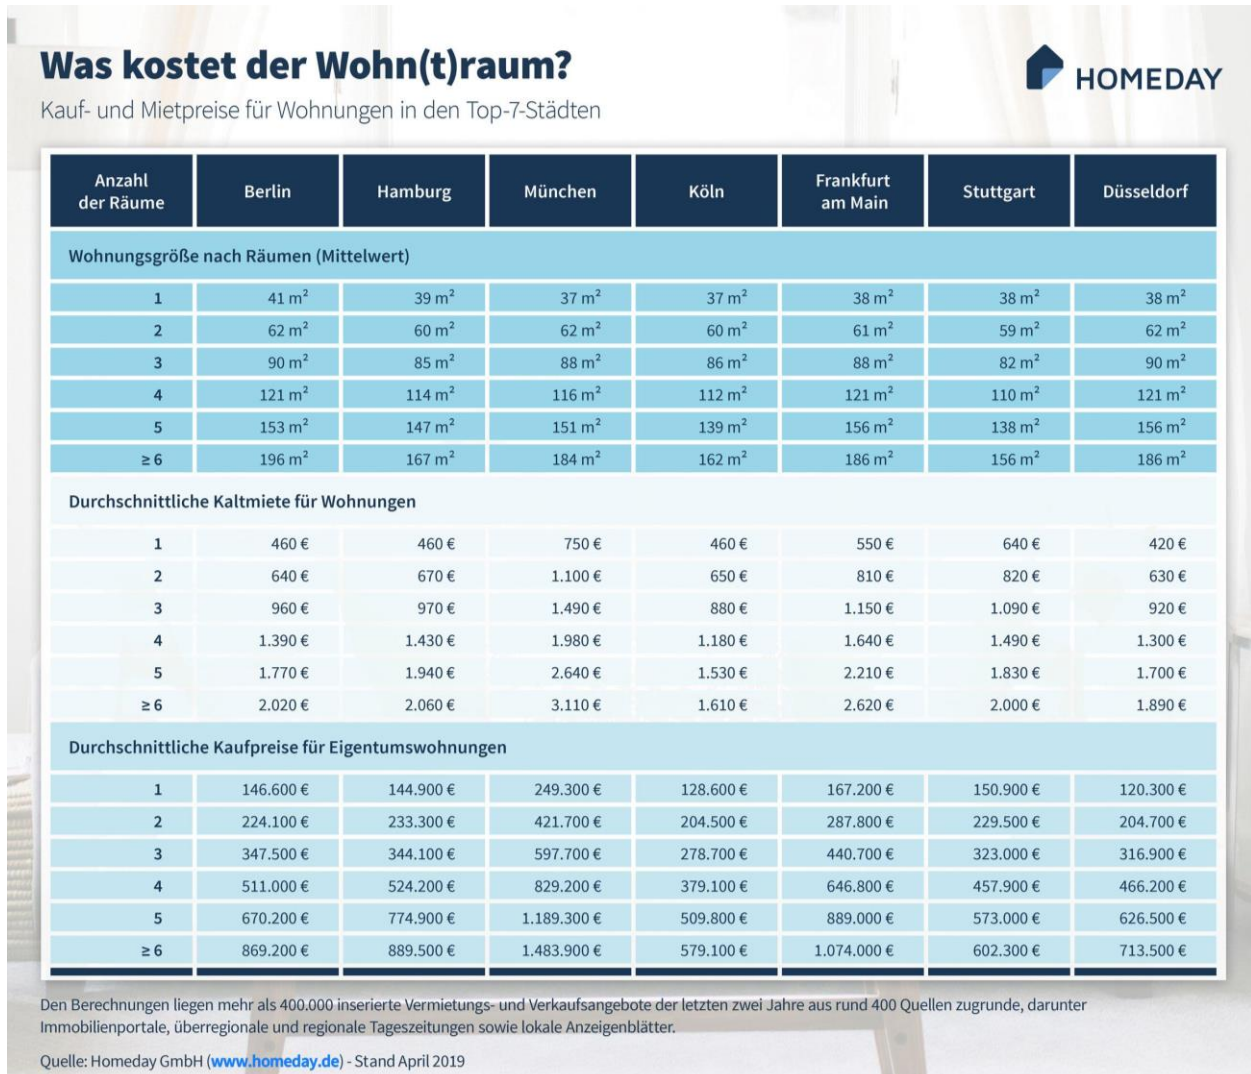 Was kostet der Wohn(t)raum?
Kauf- und Mietpreise für Wohnungen in den Top-7-Städten
HOMEDAY
Anzahl der Räume Berlin Hamburg München Köln Frankfurt am Main Stuttgart Düsseldorf
Wohnungsgröße nach Räumen (Mittelwert)
1 41 m² 39 m² 37 m² 37 m² 38 m² 38 m² 38 m²
2 62 m² 60 m² 62 m² 60 m² 61 m² 59 m² 62 m²
3 90 m² 85 m² 88 m² 86 m² 88 m² 82 m² 90 m²
4 121 m² 114 m² 116 m² 112 m² 121 m² 110 m² 121 m²
5 153 m² 147 m² 151 m² 139 m² 156 m² 138 m² 156 m²
≥ 6 196 m² 167 m² 184 m² 162 m² 186 m² 156 m² 186 m²
Durchschnittliche Kaltmiete für Wohnungen
1 460 € 460 € 750 € 460 € 550 € 640 € 420 €
2 640 € 670 € 1.100 € 650 € 810 € 820 € 630 €
3 960 € 970 € 1.490 € 880 € 1.150 € 1.090 € 920 €
4 1.390 € 1.430 € 1.980 € 1.180 € 1.640 € 1.490 € 1.300 €
5 1.770 € 1.940 € 2.640 € 1.530 € 2.210 € 1.830 € 1.700 €
≥ 6 2.020 € 2.060 € 3.110 € 1.610 € 2.620 € 2.000 € 1.890 €
Durchschnittliche Kaufpreise für Eigentumswohnungen
1 146.600 € 144.900 € 249.300 € 128.600 € 167.200 € 150.900 € 120.300 €
2 224.100 € 233.300 € 421.700 € 204.500 € 287.800 € 229.500 € 204.700 €
3 347.500 € 344.100 € 597.700 € 278.700 € 440.700 € 323.000 € 316.900 €
4 511.000 € 524.200 € 829.200 € 379.100 € 646.800 € 457.900 € 466.200 €
5 670.200 € 774.900 € 1.189.300 € 509.800 € 889.000 € 573.000 € 626.500 €
≥ 6 869.200 € 889.500 € 1.483.900 € 579.100 € 1.074.000 € 602.300 € 713.500 €
Den Berechnungen liegen mehr als 400.000 inserierte Vermietungs- und Verkaufsangebote der letzten zwei Jahre aus rund 400 Quellen zugrunde, darunter
Immobilienportale, überregionale und regionale Tageszeitungen sowie lokale Anzeigenblätter.
Quelle: Homeday GmbH (www.homeday.de) - Stand April 2019